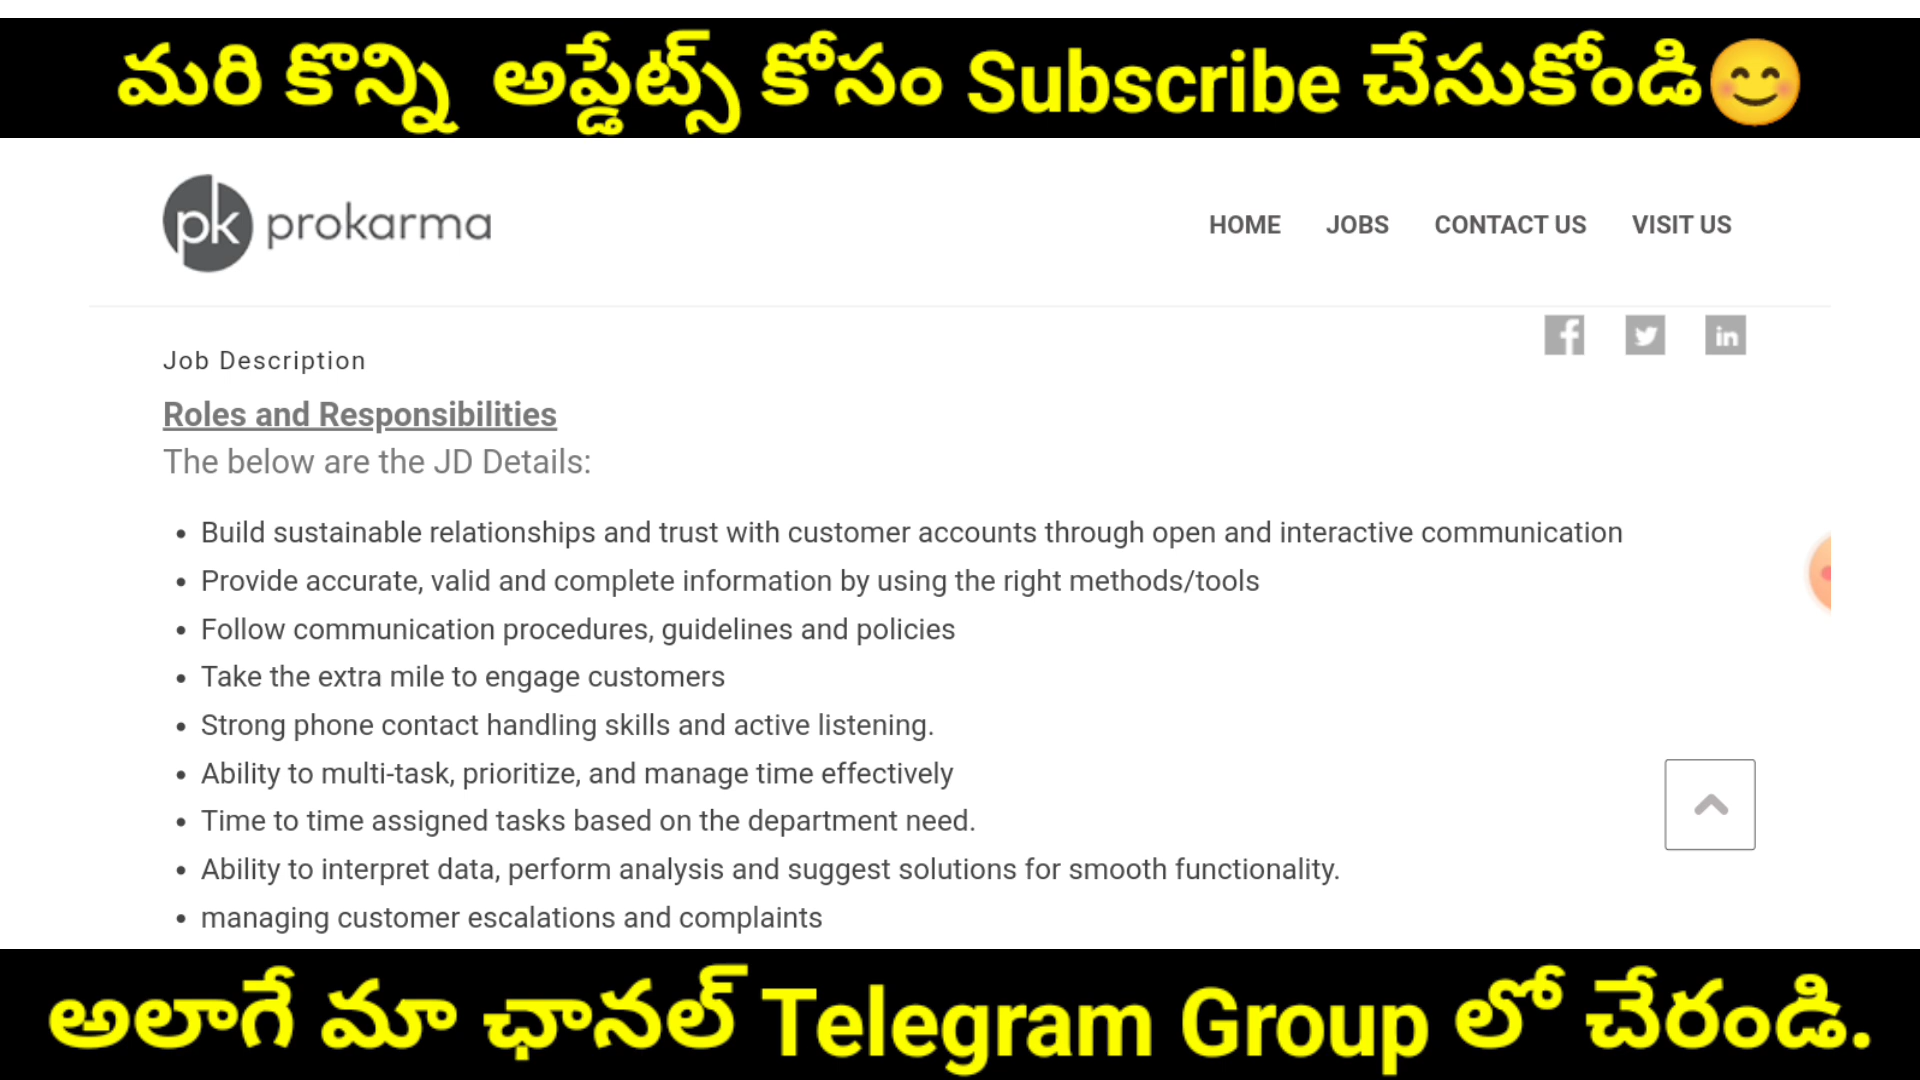 మరి కొన్ని అప్డేట్స్ కోసం Subscribe చేసుకోండి😊
pk prokarma
HOME JOBS CONTACT US VISIT US
Job Description
Roles and Responsibilities
The below are the JD Details:
• Build sustainable relationships and trust with customer accounts through open and interactive communication
• Provide accurate, valid and complete information by using the right methods/tools
• Follow communication procedures, guidelines and policies
• Take the extra mile to engage customers
• Strong phone contact handling skills and active listening.
• Ability to multi-task, prioritize, and manage time effectively
• Time to time assigned tasks based on the department need.
• Ability to interpret data, perform analysis and suggest solutions for smooth functionality.
• managing customer escalations and complaints
అలాగే మా ఛానల్ Telegram Group లో చేరండి.